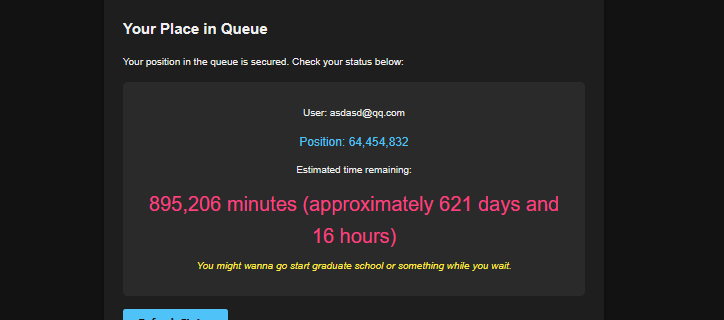 Your Place in Queue
Your position in the queue is secured. Check your status below:
User: asdasd@qq.com
Position: 64,454,832
Estimated time remaining:
895,206 minutes (approximately 621 days and
16 hours)
You might wanna go start graduate school or something while you wait.